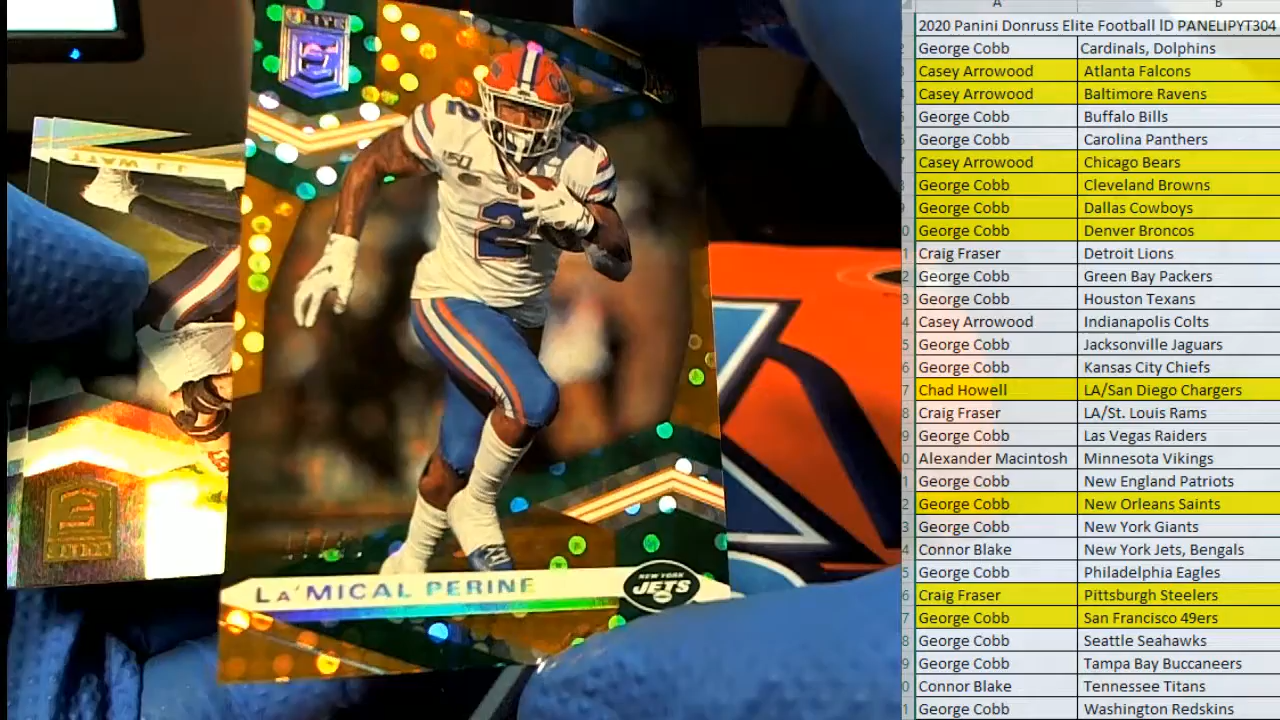 ELITE
2
150
2
J.J. WATT
ELITE
LA'MICAL PERINE
NEW YORK
JETS
A B
2020 Panini Donruss Elite Football ID PANELIPYT304
George Cobb Cardinals, Dolphins
Casey Arrowood Atlanta Falcons
Casey Arrowood Baltimore Ravens
George Cobb Buffalo Bills
George Cobb Carolina Panthers
Casey Arrowood Chicago Bears
George Cobb Cleveland Browns
George Cobb Dallas Cowboys
George Cobb Denver Broncos
Craig Fraser Detroit Lions
George Cobb Green Bay Packers
George Cobb Houston Texans
Casey Arrowood Indianapolis Colts
George Cobb Jacksonville Jaguars
George Cobb Kansas City Chiefs
Chad Howell LA/San Diego Chargers
Craig Fraser LA/St. Louis Rams
George Cobb Las Vegas Raiders
Alexander Macintosh Minnesota Vikings
George Cobb New England Patriots
George Cobb New Orleans Saints
George Cobb New York Giants
Connor Blake New York Jets, Bengals
George Cobb Philadelphia Eagles
Craig Fraser Pittsburgh Steelers
George Cobb San Francisco 49ers
George Cobb Seattle Seahawks
George Cobb Tampa Bay Buccaneers
Connor Blake Tennessee Titans
George Cobb Washington Redskins